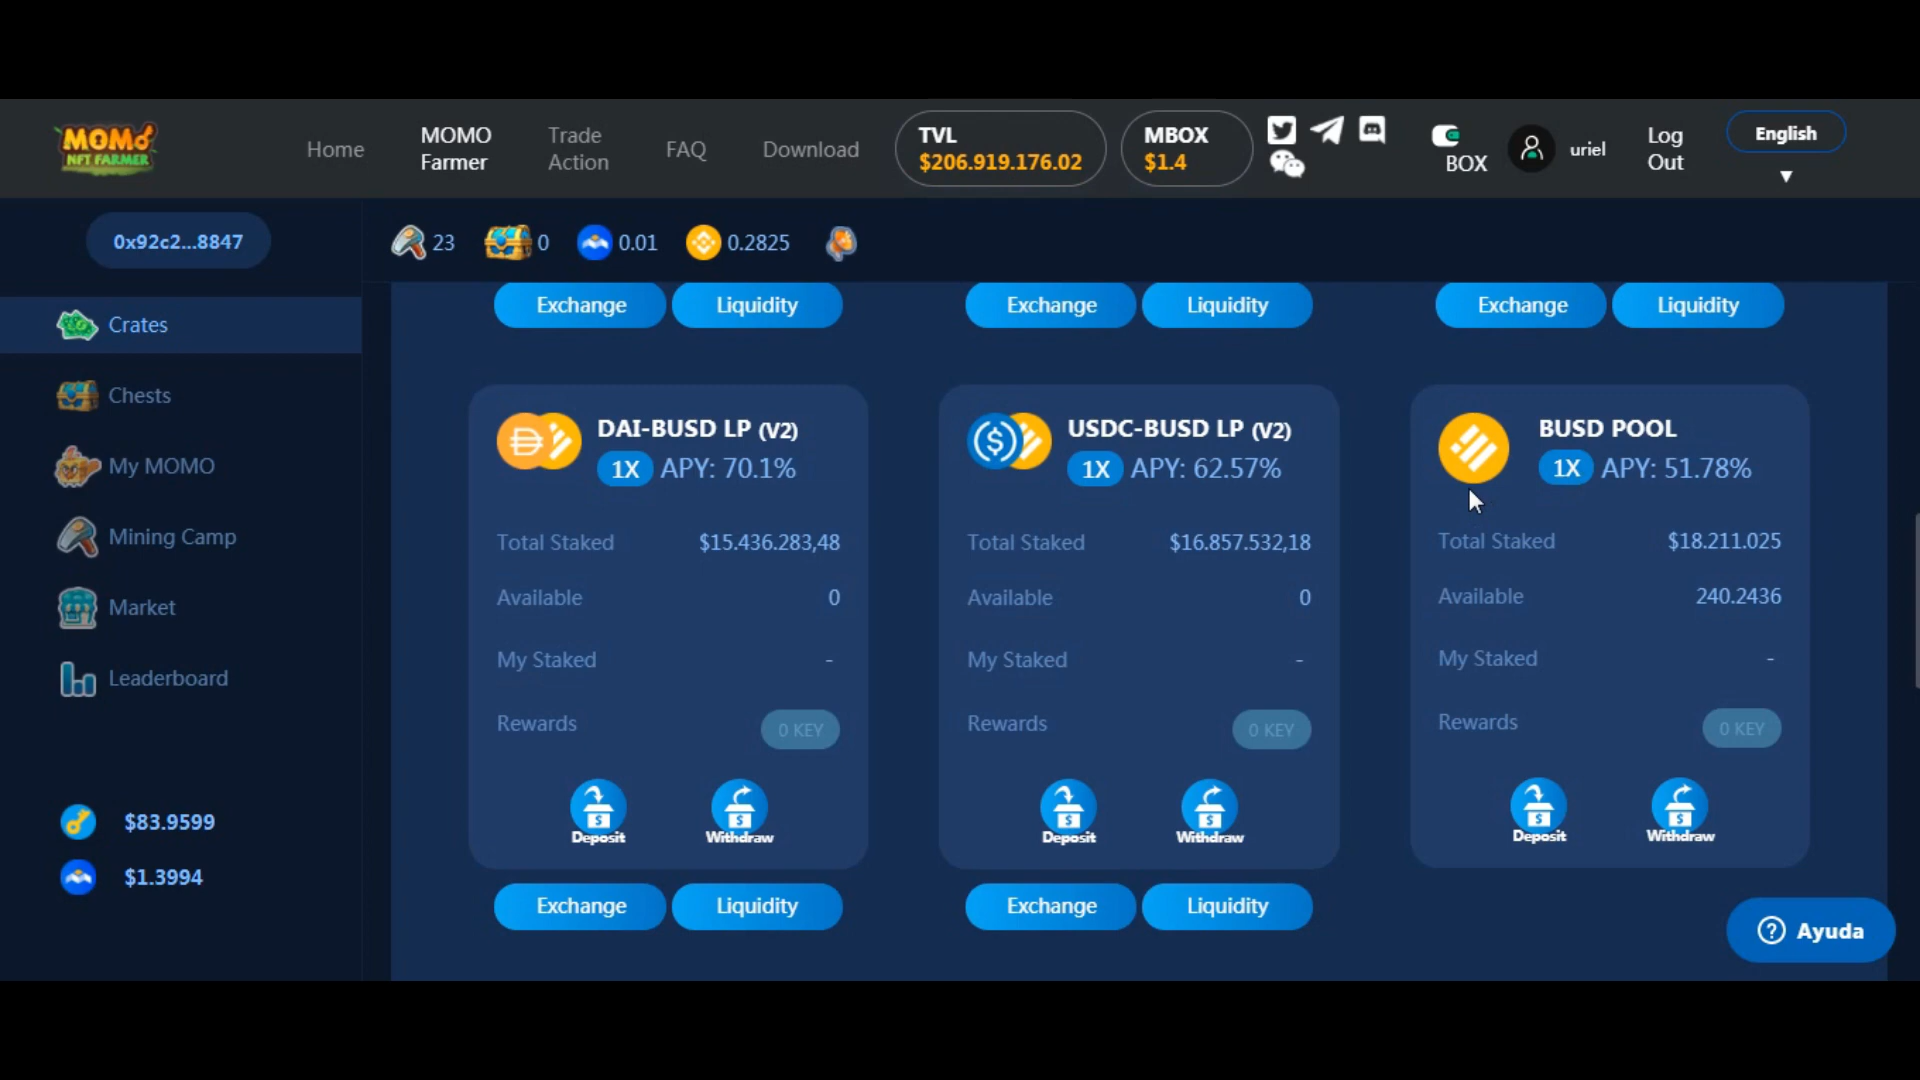 MOMO
NFT FARMER
Home
MOMO
Farmer
Trade
Action
FAQ
Download
TVL
$206.919.176.02
MBOX
$1.4
BOX
uriel
Log
Out
English
▼
0x92c2...8847
23
0
0.01
0.2825
Crates
Chests
My MOMO
Mining Camp
Market
Leaderboard
$83.9599
$1.3994
Exchange
Liquidity
Exchange
Liquidity
Exchange
Liquidity
DAI-BUSD LP (V2)
1X APY: 70.1%
Total Staked $15.436.283,48
Available 0
My Staked -
Rewards 0 KEY
Deposit
Withdraw
Exchange
Liquidity
USDC-BUSD LP (V2)
1X APY: 62.57%
Total Staked $16.857.532,18
Available 0
My Staked -
Rewards 0 KEY
Deposit
Withdraw
Exchange
Liquidity
BUSD POOL
1X APY: 51.78%
Total Staked $18.211.025
Available 240.2436
My Staked -
Rewards 0 KEY
Deposit
Withdraw
Ayuda